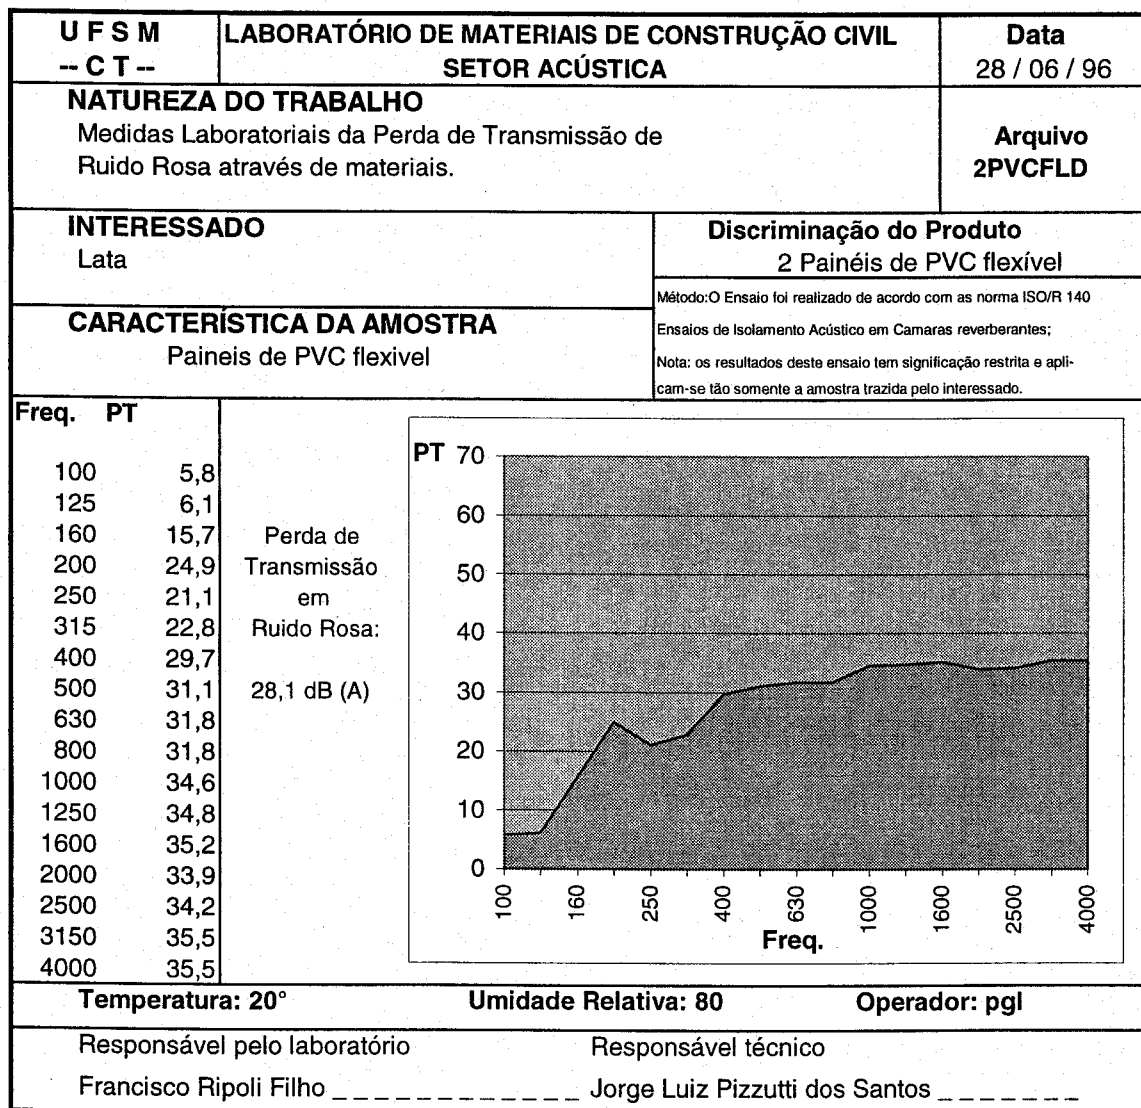 UFSM
-- C T --
LABORATÓRIO DE MATERIAIS DE CONSTRUÇÃO CIVIL
SETOR ACÚSTICA
Data
28 / 06 / 96
NATUREZA DO TRABALHO
Medidas Laboratoriais da Perda de Transmissão de
Ruido Rosa através de materiais.
Arquivo
2PVCFLD
INTERESSADO
Lata
Discriminação do Produto
2 Painéis de PVC flexível
CARACTERÍSTICA DA AMOSTRA
Paineis de PVC flexivel
Método:O Ensaio foi realizado de acordo com as norma ISO/R 140
Ensaios de Isolamento Acústico em Camaras reverberantes;
Nota: os resultados deste ensaio tem significação restrita e apli-
cam-se tão somente a amostra trazida pelo interessado.
Freq. PT
100 5,8
125 6,1
160 15,7
200 24,9
250 21,1
315 22,8
400 29,7
500 31,1
630 31,8
800 31,8
1000 34,6
1250 34,8
1600 35,2
2000 33,9
2500 34,2
3150 35,5
4000 35,5
Perda de
Transmissão
em
Ruido Rosa:
28,1 dB (A)
PT 70
60
50
40
30
20
10
0
100 160 250 400 630 1000 1600 2500 4000
Freq.
Temperatura: 20° Umidade Relativa: 80 Operador: pgl
Responsável pelo laboratório Responsável técnico
Francisco Ripoli Filho _ _ _ _ _ _ _ _ _ _ _ _ Jorge Luiz Pizzutti dos Santos _ _ _ _ _ _ _